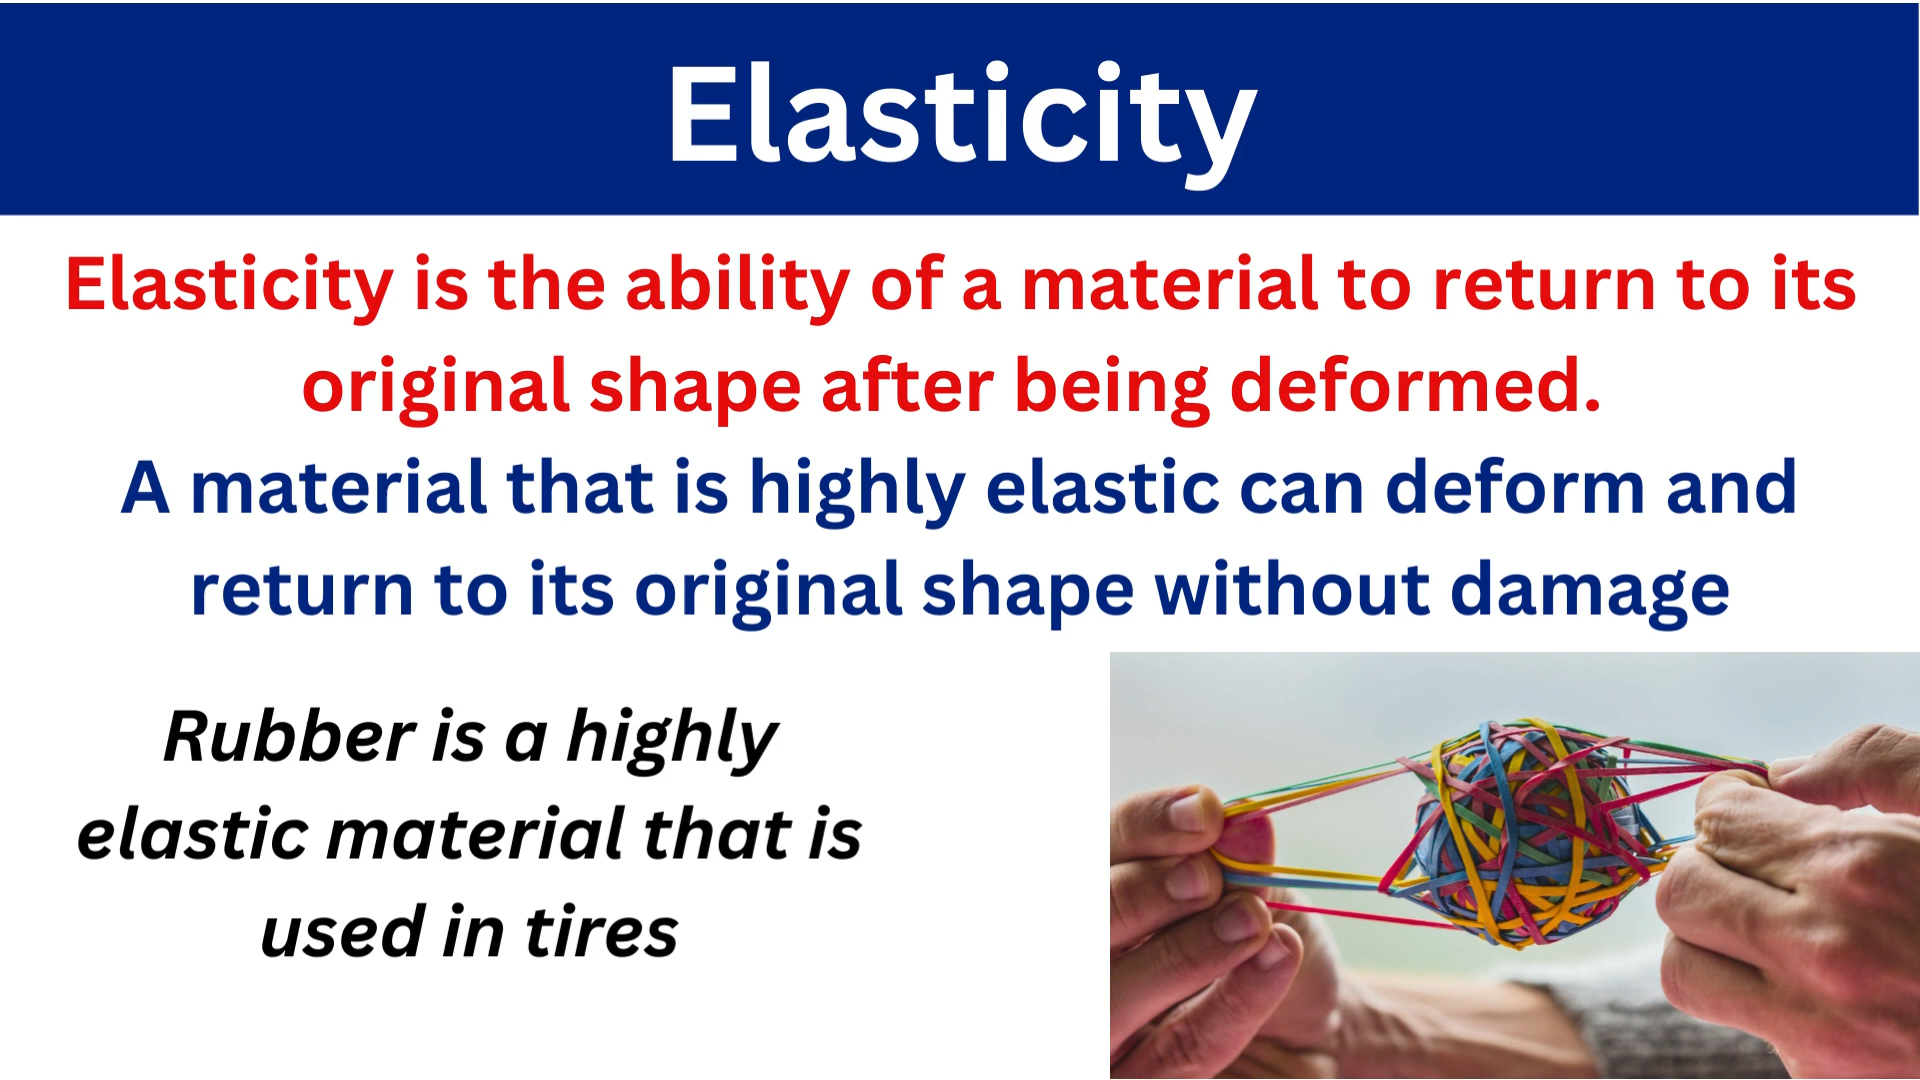 Elasticity
Elasticity is the ability of a material to return to its
original shape after being deformed.
A material that is highly elastic can deform and
return to its original shape without damage
Rubber is a highly
elastic material that is
used in tires